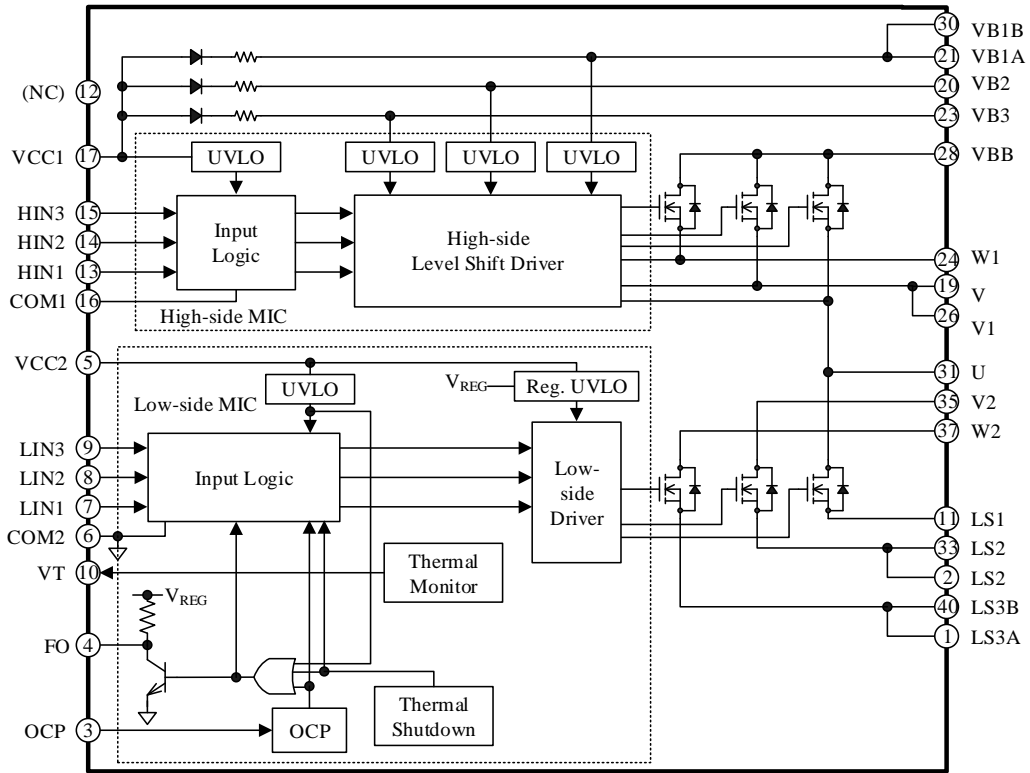 30 VB1B
21 VB1A
(NC) 12
20 VB2
23 VB3
VCC1 17
UVLO
UVLO
UVLO
UVLO
28 VBB
HIN3 15
HIN2 14
HIN1 13
COM1 16
Input
Logic
High-side
Level Shift Driver
High-side MIC
24 W1
19 V
26 V1
VCC2 5
UVLO
VREG
Reg. UVLO
Low-side MIC
31 U
35 V2
37 W2
LIN3 9
LIN2 8
LIN1 7
COM2 6
Input Logic
Low-
side
Driver
11 LS1
33 LS2
2 LS2
40 LS3B
1 LS3A
VT 10
Thermal
Monitor
VREG
FO 4
Thermal
Shutdown
OCP 3
OCP